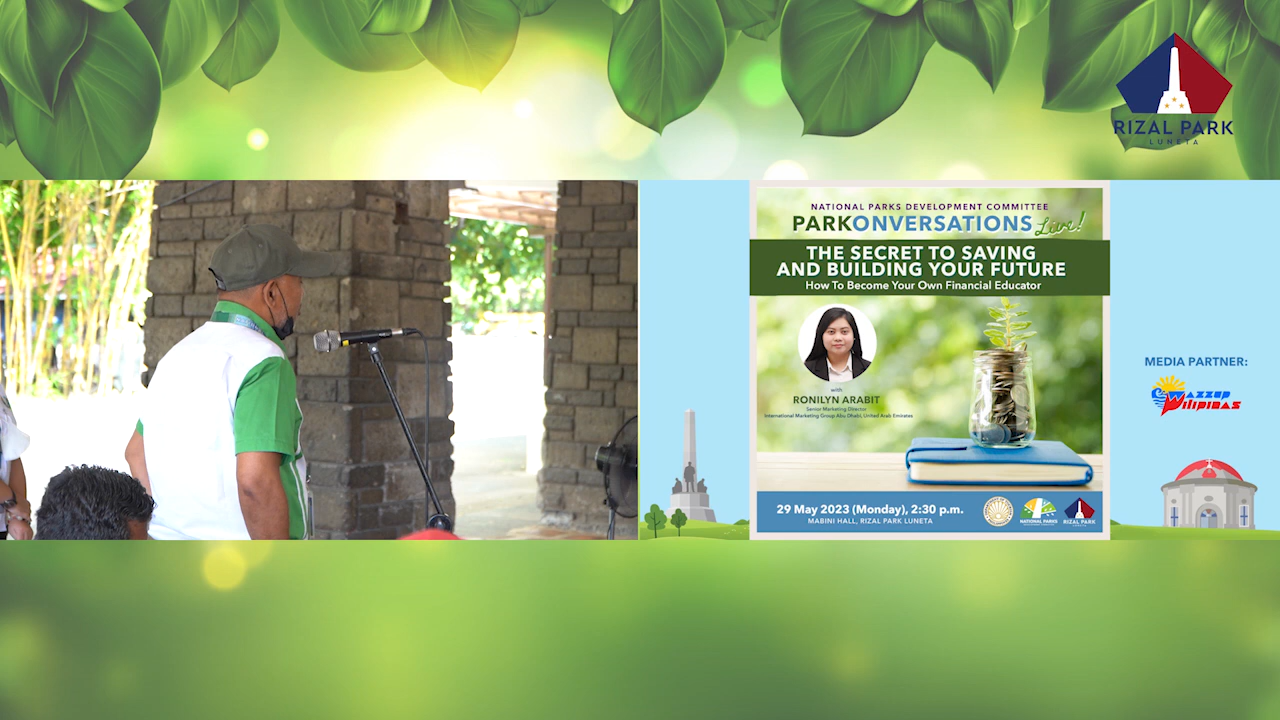 RIZAL PARK
LUNETA
NATIONAL PARKS DEVELOPMENT COMMITTEE
PARKONVERSATIONS Live!
THE SECRET TO SAVING
AND BUILDING YOUR FUTURE
How To Become Your Own Financial Educator
with
RONILYN ARABIT
Senior Marketing Director
International Marketing Group Abu Dhabi, United Arab Emirates
MEDIA PARTNER:
Wazzup
Pilipinas
29 May 2023 (Monday), 2:30 p.m.
MABINI HALL, RIZAL PARK LUNETA
NATIONAL PARKS
RIZAL PARK